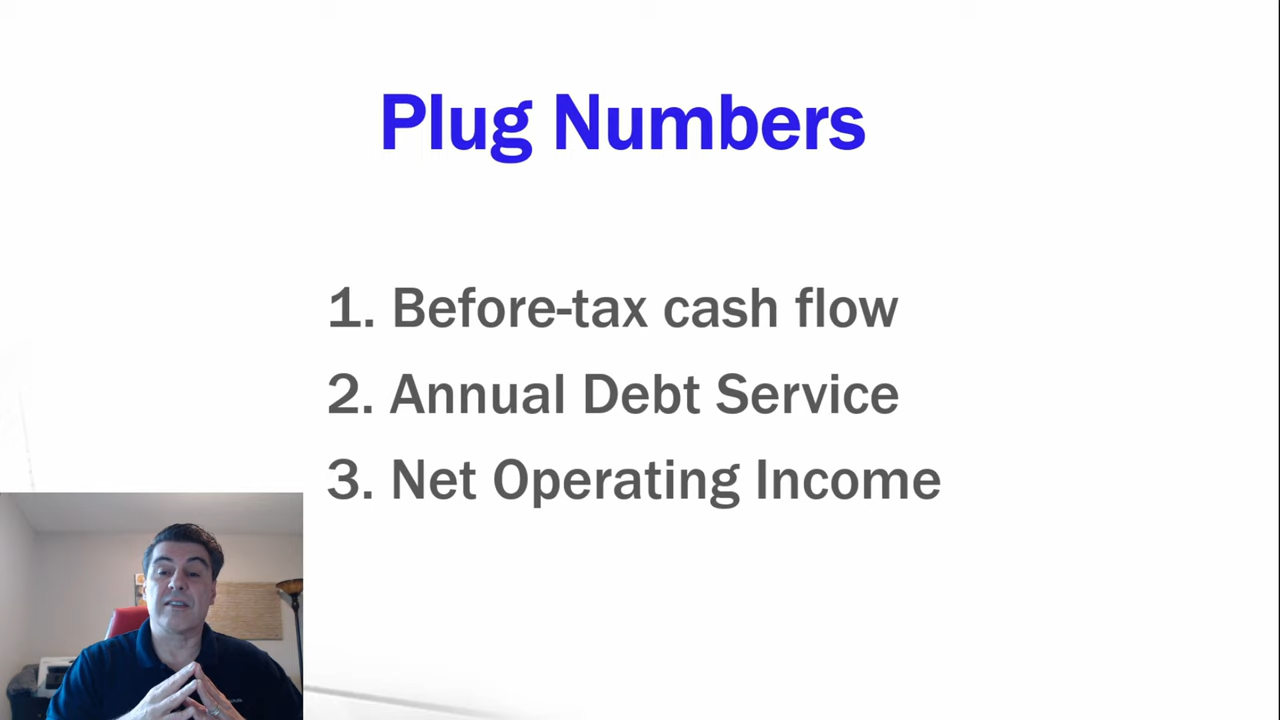 Plug Numbers
1. Before-tax cash flow
2. Annual Debt Service
3. Net Operating Income